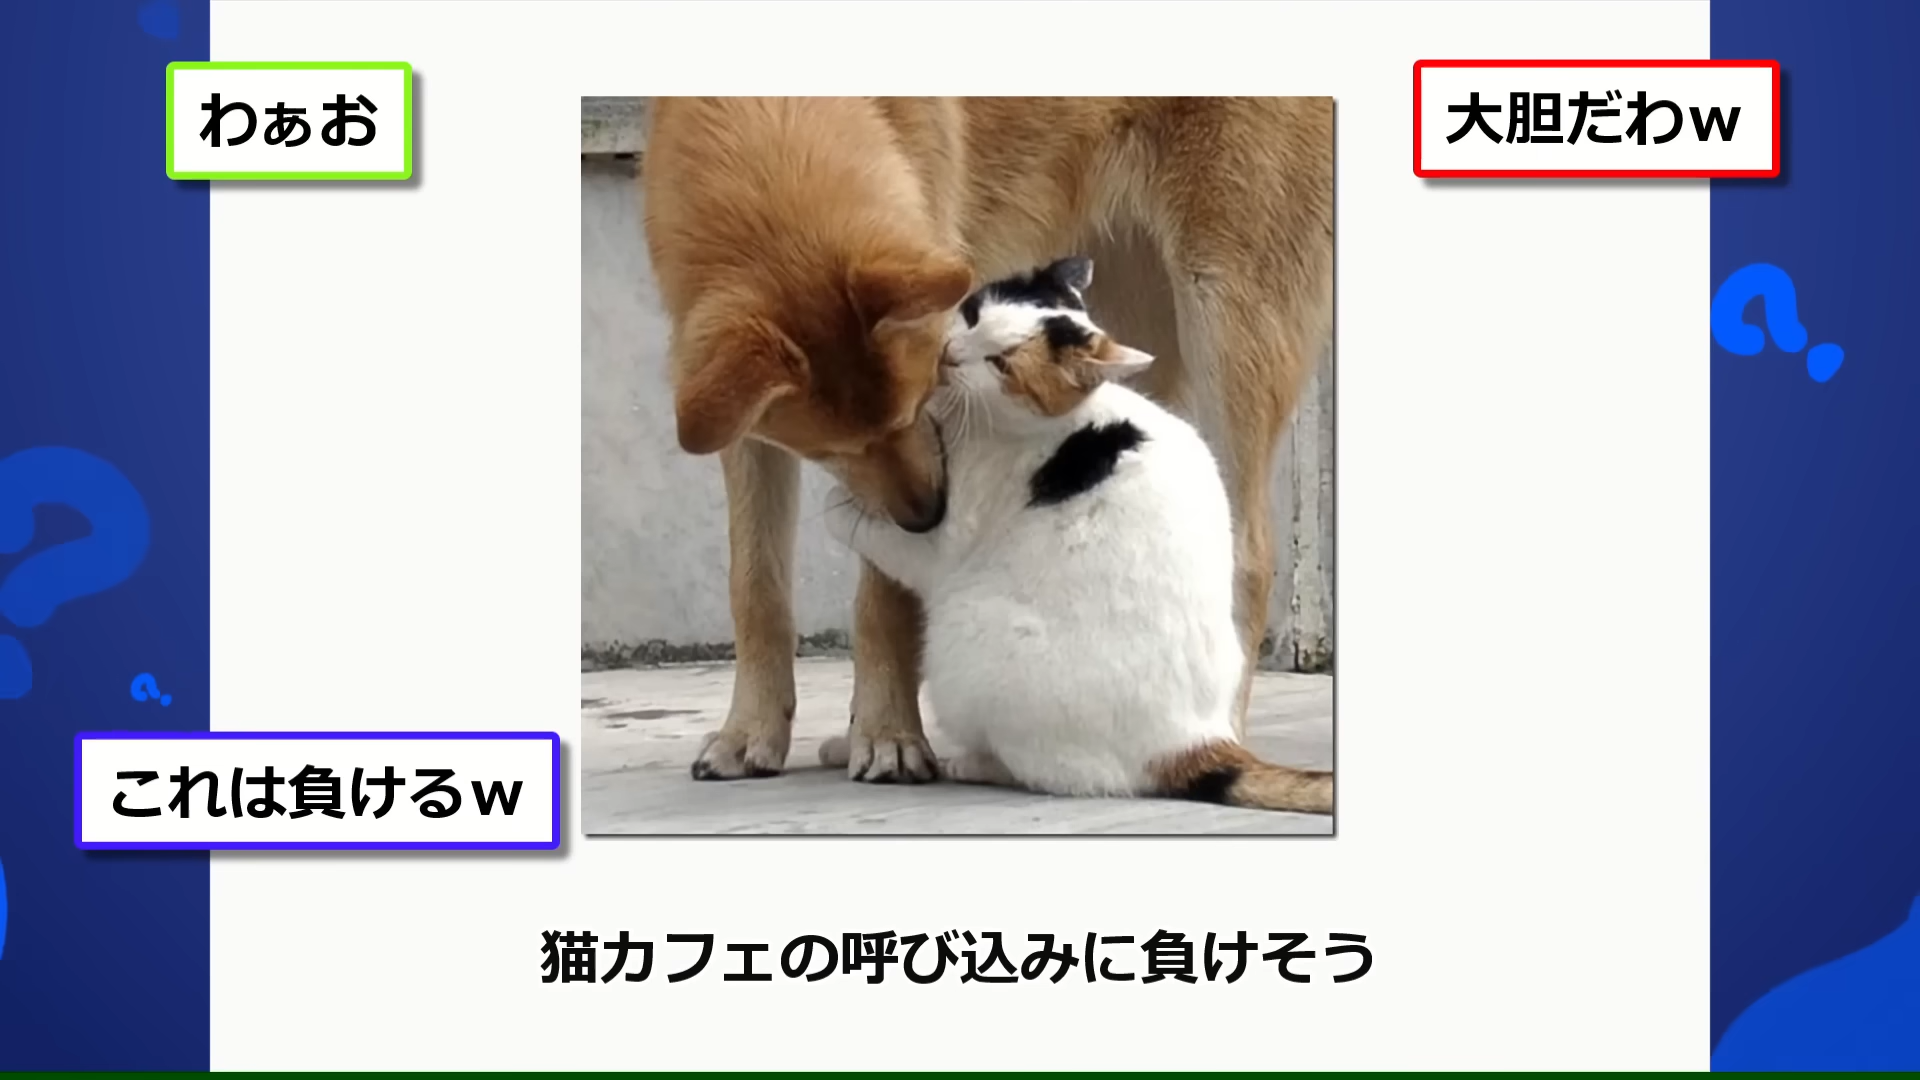 わぁお
大胆だわｗ
これは負けるｗ
猫カフェの呼び込みに負けそう